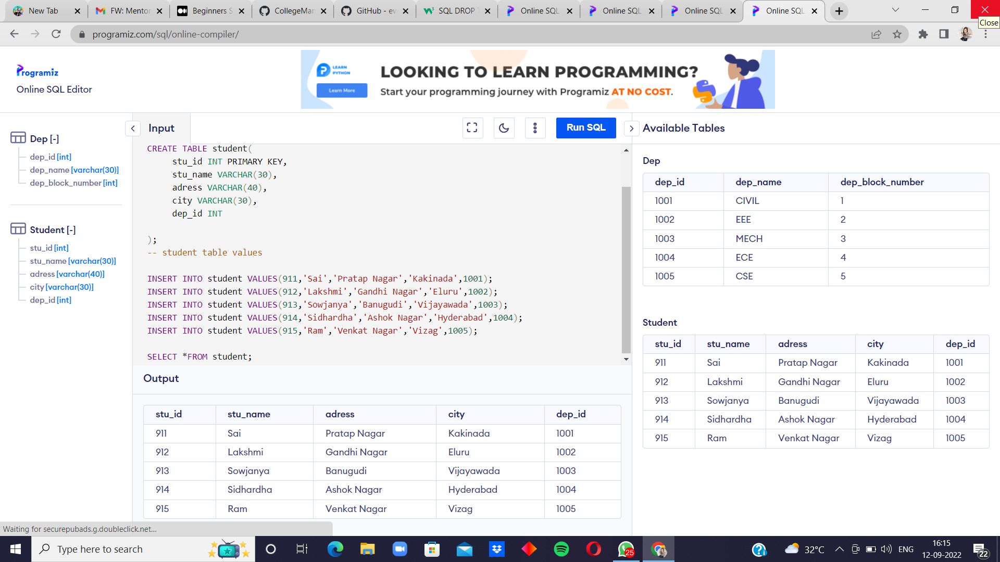 New Tab
FW: Mentor
Beginners S
CollegeMan
GitHub - ev
SQL DROP T
Online SQL
Online SQL
Online SQL
Online SQL
Close
programiz.com/sql/online-compiler/
Programiz
Online SQL Editor
LEARN
PYTHON
Learn More
LOOKING TO LEARN PROGRAMMING?
Start your programming journey with Programiz AT NO COST.
Dep [-]
dep_id [int]
dep_name [varchar(30)]
dep_block_number [int]
Student [-]
stu_id [int]
stu_name [varchar(30)]
adress [varchar(40)]
city [varchar(30)]
dep_id [int]
Input
Run SQL
CREATE TABLE student(
stu_id INT PRIMARY KEY,
stu_name VARCHAR(30),
adress VARCHAR(40),
city VARCHAR(30),
dep_id INT
);
-- student table values
INSERT INTO student VALUES(911,'Sai','Pratap Nagar','Kakinada',1001);
INSERT INTO student VALUES(912,'Lakshmi','Gandhi Nagar','Eluru',1002);
INSERT INTO student VALUES(913,'Sowjanya','Banugudi','Vijayawada',1003);
INSERT INTO student VALUES(914,'Sidhardha','Ashok Nagar','Hyderabad',1004);
INSERT INTO student VALUES(915,'Ram','Venkat Nagar','Vizag',1005);
SELECT *FROM student;
Output
stu_id stu_name adress city dep_id
911 Sai Pratap Nagar Kakinada 1001
912 Lakshmi Gandhi Nagar Eluru 1002
913 Sowjanya Banugudi Vijayawada 1003
914 Sidhardha Ashok Nagar Hyderabad 1004
915 Ram Venkat Nagar Vizag 1005
Available Tables
Dep
dep_id dep_name dep_block_number
1001 CIVIL 1
1002 EEE 2
1003 MECH 3
1004 ECE 4
1005 CSE 5
Student
stu_id stu_name adress city dep_id
911 Sai Pratap Nagar Kakinada 1001
912 Lakshmi Gandhi Nagar Eluru 1002
913 Sowjanya Banugudi Vijayawada 1003
914 Sidhardha Ashok Nagar Hyderabad 1004
915 Ram Venkat Nagar Vizag 1005
Waiting for securepubads.g.doubleclick.net...
Type here to search
25
32°C
ENG
16:15
12-09-2022
22